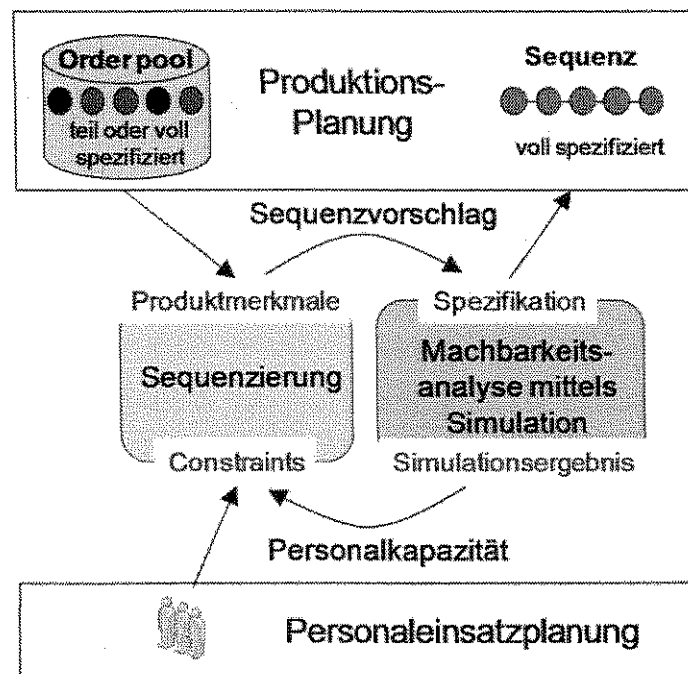 Order pool
teil oder voll
spezifiziert
Produktions-
Planung
Sequenz
voll spezifiziert
Sequenzvorschlag
Produktmerkmale
Spezifikation
Sequenzierung
Machbarkeits-
analyse mittels
Simulation
Constraints
Simulationsergebnis
Personalkapazität
Personaleinsatzplanung